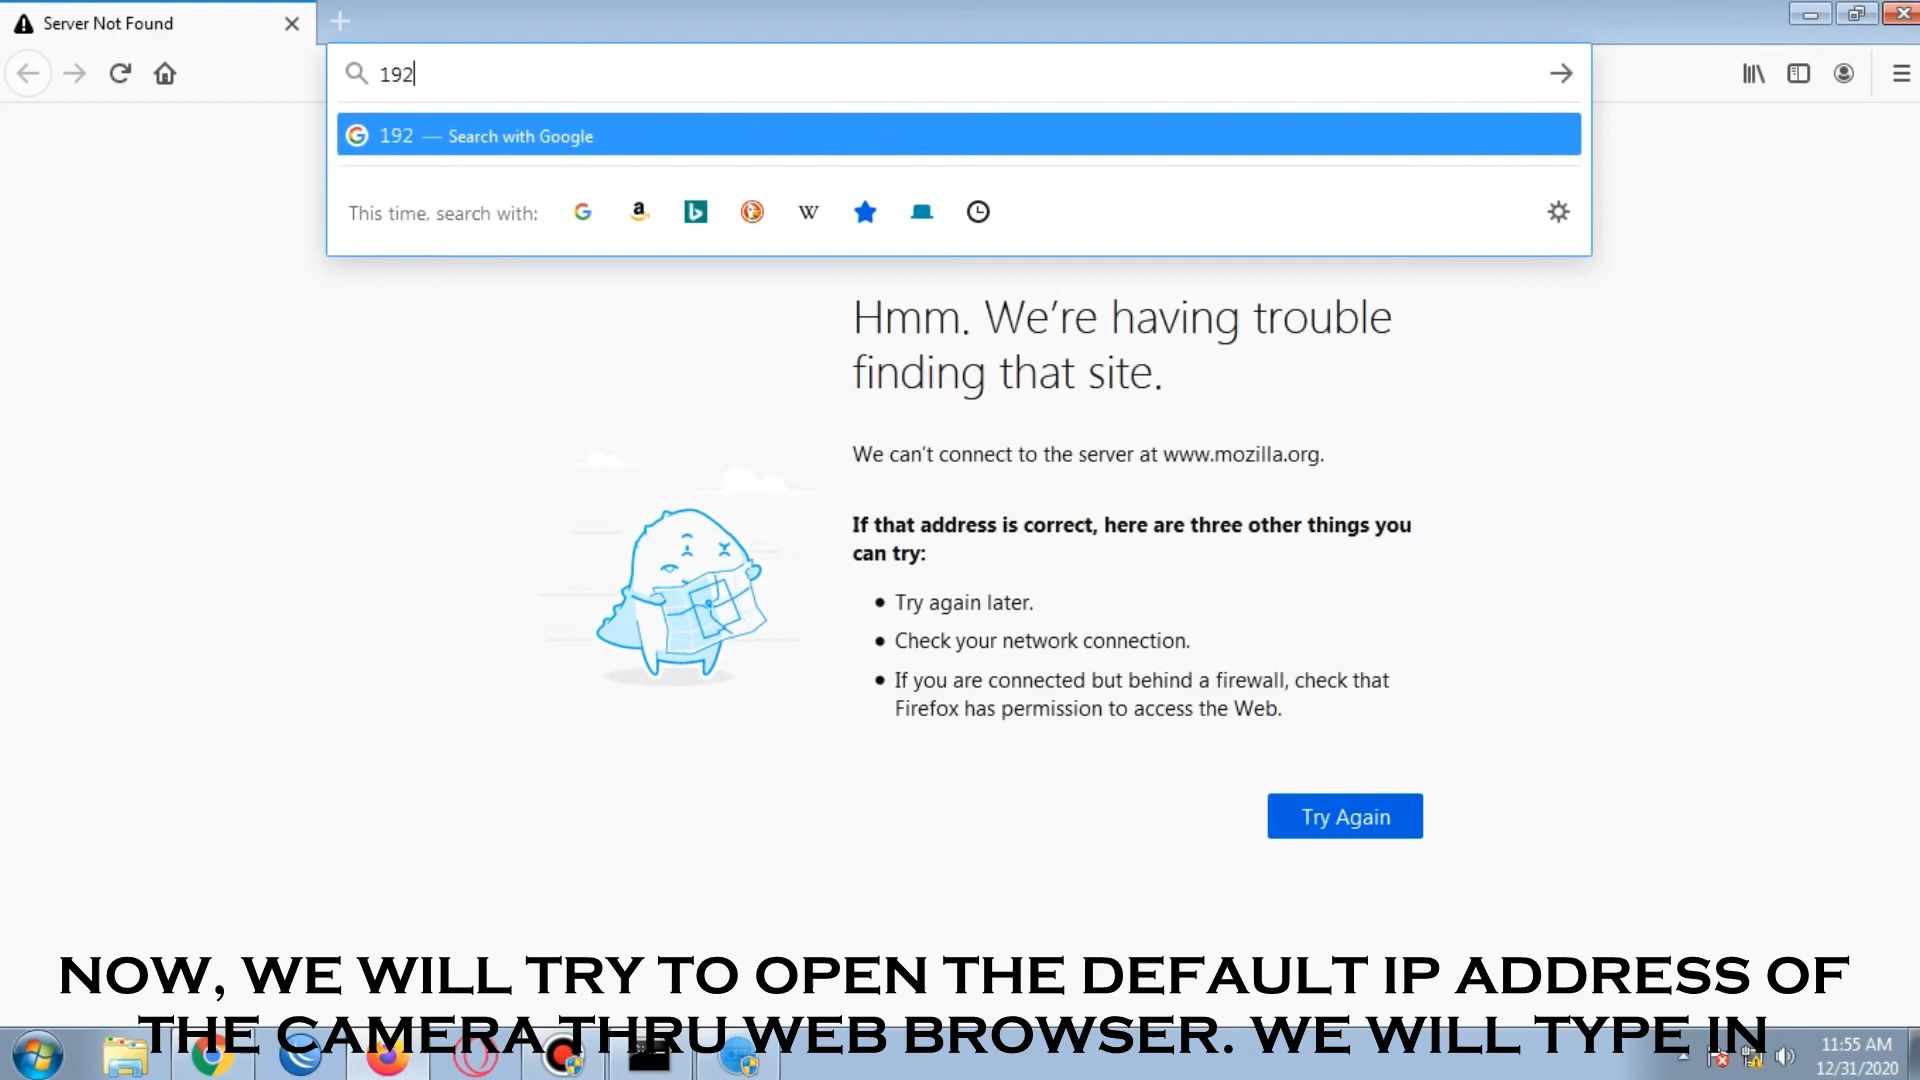 Server Not Found
192
192 — Search with Google
This time, search with:
Hmm. We're having trouble
finding that site.
We can't connect to the server at www.mozilla.org.
If that address is correct, here are three other things you
can try:
Try again later.
Check your network connection.
If you are connected but behind a firewall, check that
Firefox has permission to access the Web.
Try Again
NOW, WE WILL TRY TO OPEN THE DEFAULT IP ADDRESS OF
THE CAMERA THRU WEB BROWSER. WE WILL TYPE IN
11:55 AM
12/31/2020